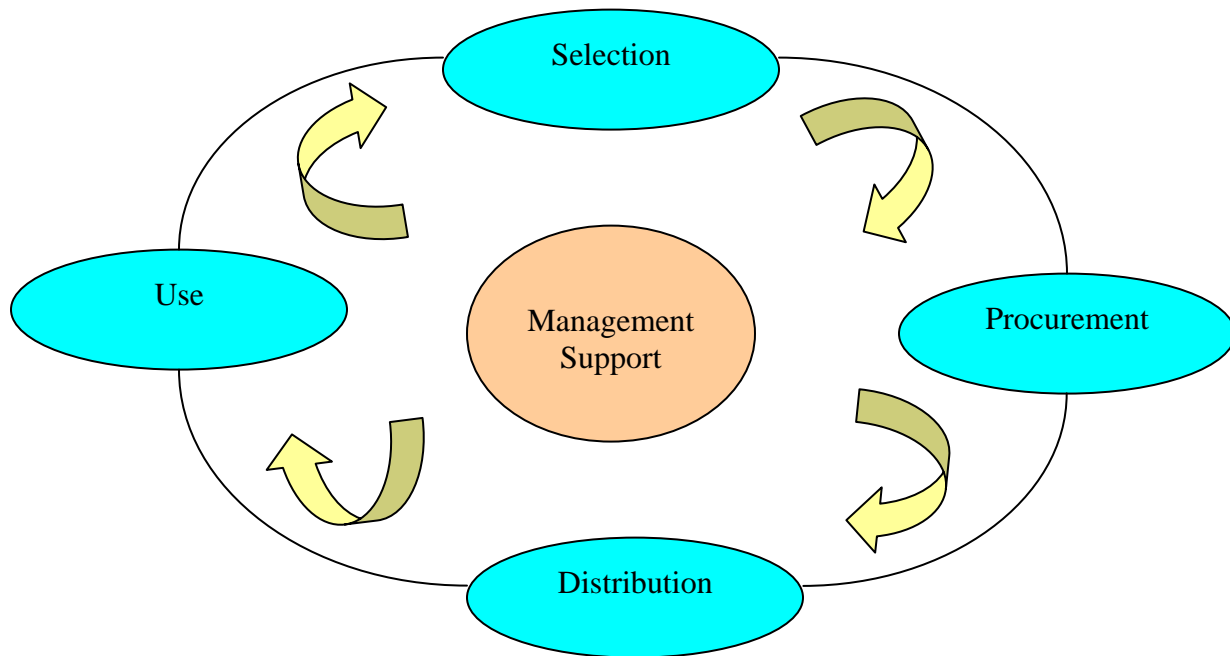 Selection
Use
Procurement
Management
Support
Distribution